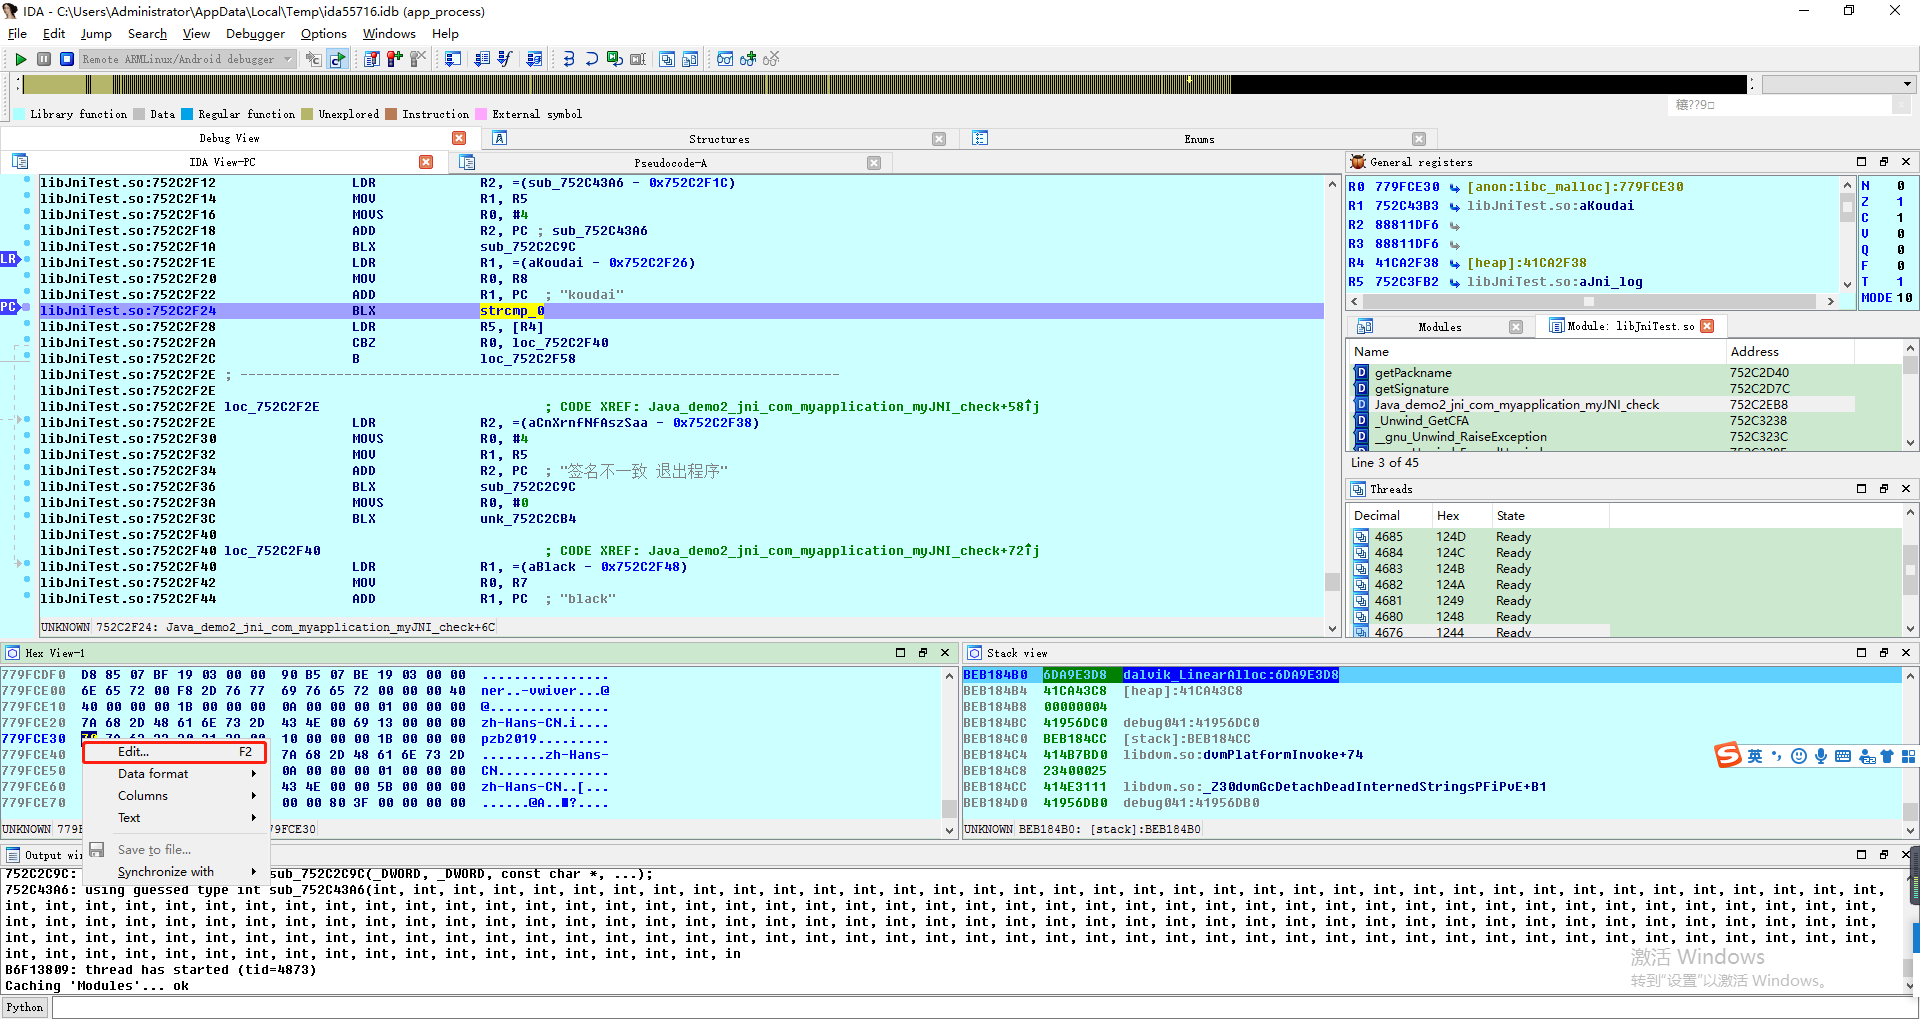 IDA - C:\Users\Administrator\AppData\Local\Temp\ida55716.idb (app_process)
File Edit Jump Search View Debugger Options Windows Help
Remote ARMLinux/Android debugger
穰??9□
Library function Data Regular function Unexplored Instruction External symbol
Debug View Structures Enums
IDA View-PC Pseudocode-A
libJniTest.so:752C2F12 LDR R2, =(sub_752C43A6 - 0x752C2F1C)
libJniTest.so:752C2F14 MOV R1, R5
libJniTest.so:752C2F16 MOVS R0, #4
libJniTest.so:752C2F18 ADD R2, PC ; sub_752C43A6
libJniTest.so:752C2F1A BLX sub_752C2C9C
LR libJniTest.so:752C2F1E LDR R1, =(aKoudai - 0x752C2F26)
libJniTest.so:752C2F20 MOV R0, R8
libJniTest.so:752C2F22 ADD R1, PC ; "koudai"
PC libJniTest.so:752C2F24 BLX strcmp_0
libJniTest.so:752C2F28 LDR R5, [R4]
libJniTest.so:752C2F2A CBZ R0, loc_752C2F40
libJniTest.so:752C2F2C B loc_752C2F58
libJniTest.so:752C2F2E ; ---------------------------------------------------------------------------
libJniTest.so:752C2F2E
libJniTest.so:752C2F2E loc_752C2F2E ; CODE XREF: Java_demo2_jni_com_myapplication_myJNI_check+58↑j
libJniTest.so:752C2F2E LDR R2, =(aCnXrnfNfAszSaa - 0x752C2F38)
libJniTest.so:752C2F30 MOVS R0, #4
libJniTest.so:752C2F32 MOV R1, R5
libJniTest.so:752C2F34 ADD R2, PC ; "签名不一致 退出程序"
libJniTest.so:752C2F36 BLX sub_752C2C9C
libJniTest.so:752C2F3A MOVS R0, #0
libJniTest.so:752C2F3C BLX unk_752C2CB4
libJniTest.so:752C2F40
libJniTest.so:752C2F40 loc_752C2F40 ; CODE XREF: Java_demo2_jni_com_myapplication_myJNI_check+72↑j
libJniTest.so:752C2F40 LDR R1, =(aBlack - 0x752C2F48)
libJniTest.so:752C2F42 MOV R0, R7
libJniTest.so:752C2F44 ADD R1, PC ; "black"
UNKNOWN 752C2F24: Java_demo2_jni_com_myapplication_myJNI_check+6C
General registers
R0 779FCE30 [anon:libc_malloc]:779FCE30
R1 752C43B3 libJniTest.so:aKoudai
R2 88811DF6
R3 88811DF6
R4 41CA2F38 [heap]:41CA2F38
R5 752C3FB2 libJniTest.so:aJni_log
N 0
Z 1
C 1
V 0
Q 0
F 0
T 1
MODE 10
Modules Module: libJniTest.so
Name Address
getPackname 752C2D40
getSignature 752C2D7C
Java_demo2_jni_com_myapplication_myJNI_check 752C2EB8
_Unwind_GetCFA 752C3238
__gnu_Unwind_RaiseException 752C323C
Line 3 of 45
Threads
Decimal Hex State
4685 124D Ready
4684 124C Ready
4683 124B Ready
4682 124A Ready
4681 1249 Ready
4680 1248 Ready
4676 1244 Ready
Hex View-1
779FCDF0 D8 85 07 BF 19 03 00 00 90 B5 07 BE 19 03 00 00 ................
779FCE00 6E 65 72 00 F8 2D 76 77 69 76 65 72 00 00 00 40 ner..-vwiver...@
779FCE10 40 00 00 00 1B 00 00 00 0A 00 00 00 01 00 00 00 @...............
779FCE20 7A 68 2D 48 61 6E 73 2D 43 4E 00 69 13 00 00 00 zh-Hans-CN.i....
779FCE30 10 00 00 00 1B 00 00 00 pzb2019.........
779FCE40 7A 68 2D 48 61 6E 73 2D ........zh-Hans-
779FCE50 0A 00 00 00 01 00 00 00 CN..............
779FCE60 43 4E 00 00 5B 00 00 00 zh-Hans-CN..[...
779FCE70 00 00 80 3F 00 00 00 00 ......@A..■?....
UNKNOWN 779F 79FCE30
Edit... F2
Data format
Columns
Text
Save to file...
Synchronize with
Stack view
BEB184B0 6DA9E3D8 dalvik_LinearAlloc:6DA9E3D8
BEB184B4 41CA43C8 [heap]:41CA43C8
BEB184B8 00000004
BEB184BC 41956DC0 debug041:41956DC0
BEB184C0 BEB184CC [stack]:BEB184CC
BEB184C4 414B7BD0 libdvm.so:dvmPlatformInvoke+74
BEB184C8 23400025
BEB184CC 414E3111 libdvm.so:_Z30dvmGcDetachDeadInternedStringsPFiPvE+B1
BEB184D0 41956DB0 debug041:41956DB0
UNKNOWN BEB184B0: [stack]:BEB184B0
英
Output wi
752C2C9C: sub_752C2C9C(_DWORD, _DWORD, const char *, ...);
752C43A6: using guessed type int sub_752C43A6(int, int, int, int, int, int, int, int, int, int, int, int, int, int, int, int, int, int, int, int, int, int, int, int, int, int, int, int, int, int, int, int, int, int, int, int, int, int,
int, int, int, int, int, int, int, int, int, int, int, int, int, int, int, int, int, int, int, int, int, int, int, int, int, int, int, int, int, int, int, int, int, int, int, int, int, int, int, int, int, int, int, int, int, int, int,
int, int, int, int, int, int, int, int, int, int, int, int, int, int, int, int, int, int, int, int, int, int, int, int, int, int, int, int, int, int, int, int, int, int, int, int, int, int, int, int, int, int, int, int, int, int, int,
int, int, int, int, int, int, int, int, int, int, int, int, int, int, int, int, int, int, int, int, int, int, int, int, int, int, int, int, int, int, int, int, int, int, int, int, int, int, int, int, int, int, int, int, int, int, int,
int, int, int, int, int, int, int, int, int, int, int, int, int, int, int, int, int, int, in
B6F13809: thread has started (tid=4873)
Caching 'Modules'... ok
激活 Windows
转到“设置”以激活 Windows。
Python